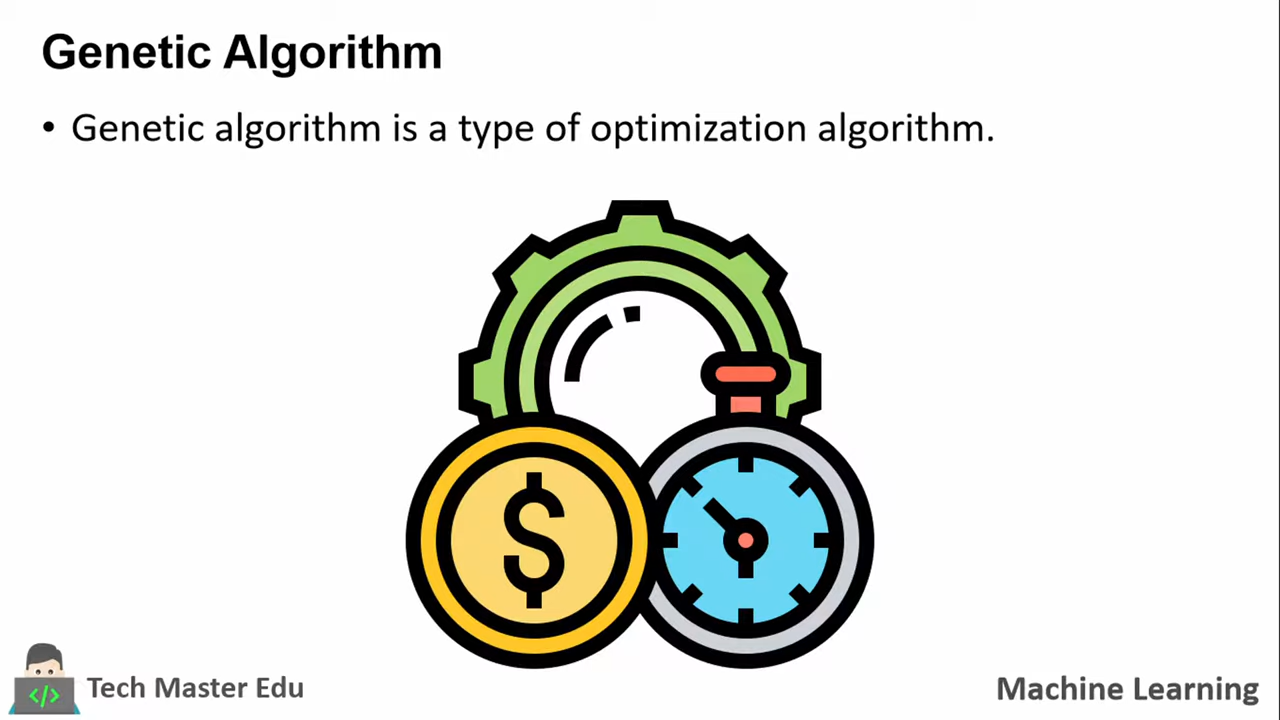 Genetic Algorithm
• Genetic algorithm is a type of optimization algorithm.
$
</>
Tech Master Edu
Machine Learning